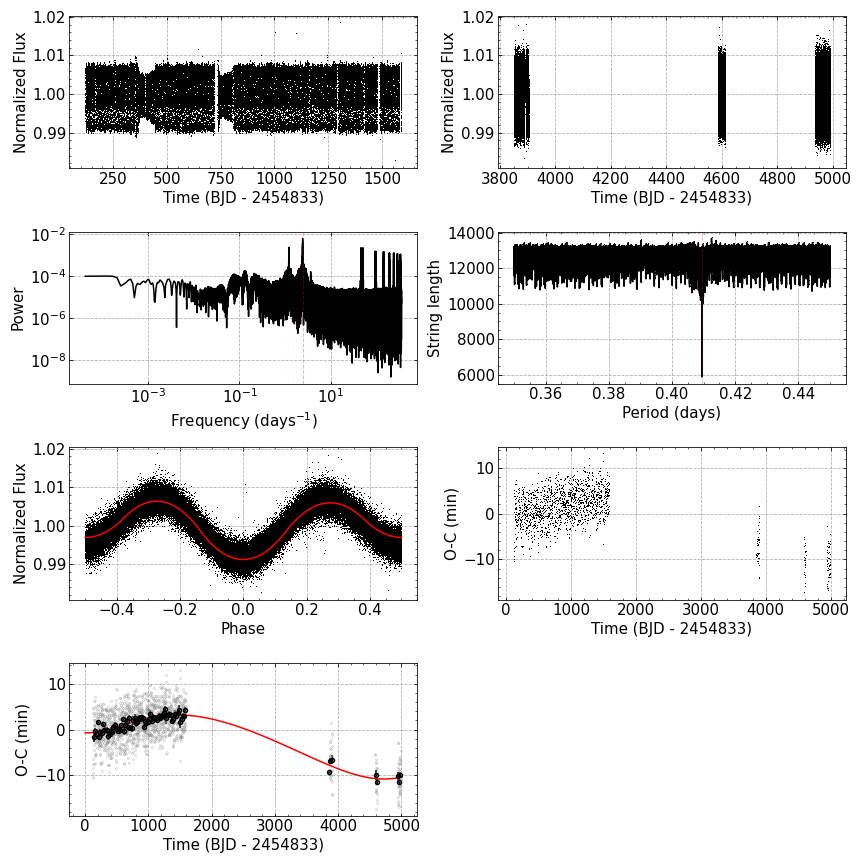 1.02
1.01
1.00
0.99
Normalized Flux
250 500 750 1000 1250 1500
Time (BJD - 2454833)
1.02
1.01
1.00
0.99
Normalized Flux
3800 4000 4200 4400 4600 4800 5000
Time (BJD - 2454833)
10⁻²
10⁻⁴
10⁻⁶
10⁻⁸
Power
10⁻³ 10⁻¹ 10¹
Frequency (days⁻¹)
14000
12000
10000
8000
6000
String length
0.36 0.38 0.40 0.42 0.44
Period (days)
1.02
1.01
1.00
0.99
Normalized Flux
−0.4 −0.2 0.0 0.2 0.4
Phase
10
0
−10
O-C (min)
0 1000 2000 3000 4000 5000
Time (BJD - 2454833)
10
0
−10
O-C (min)
0 1000 2000 3000 4000 5000
Time (BJD - 2454833)